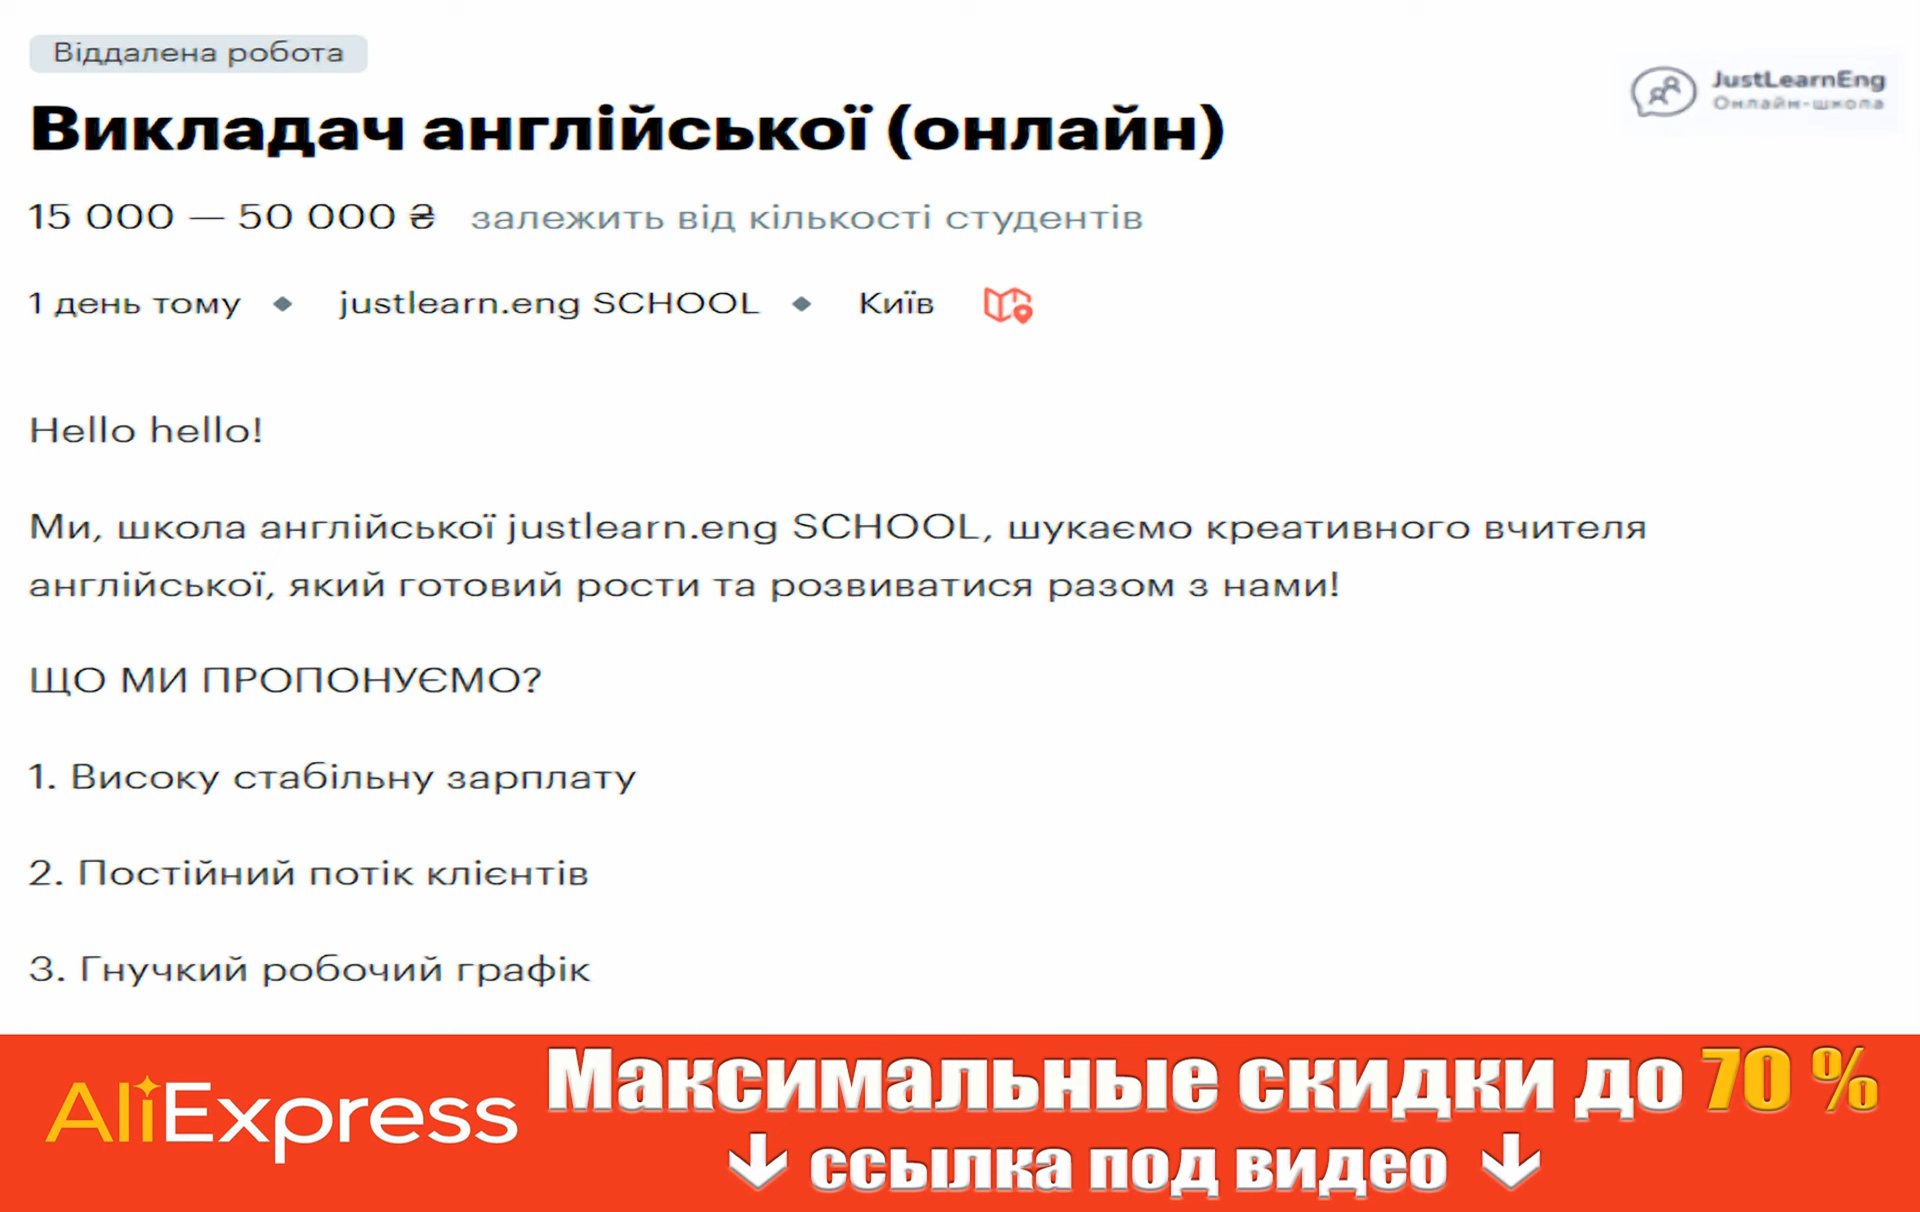 Віддалена робота
JustLearnEng
Онлайн-школа
Викладач англійської (онлайн)
15 000 — 50 000 ₴ залежить від кількості студентів
1 день тому ◆ justlearn.eng SCHOOL ◆ Київ
Hello hello!
Ми, школа англійської justlearn.eng SCHOOL, шукаємо креативного вчителя
англійської, який готовий рости та розвиватися разом з нами!
ЩО МИ ПРОПОНУЄМО?
1. Високу стабільну зарплату
2. Постійний потік клієнтів
3. Гнучкий робочий графік
AliExpress
Максимальные скидки до 70 %
↓ ссылка под видео ↓